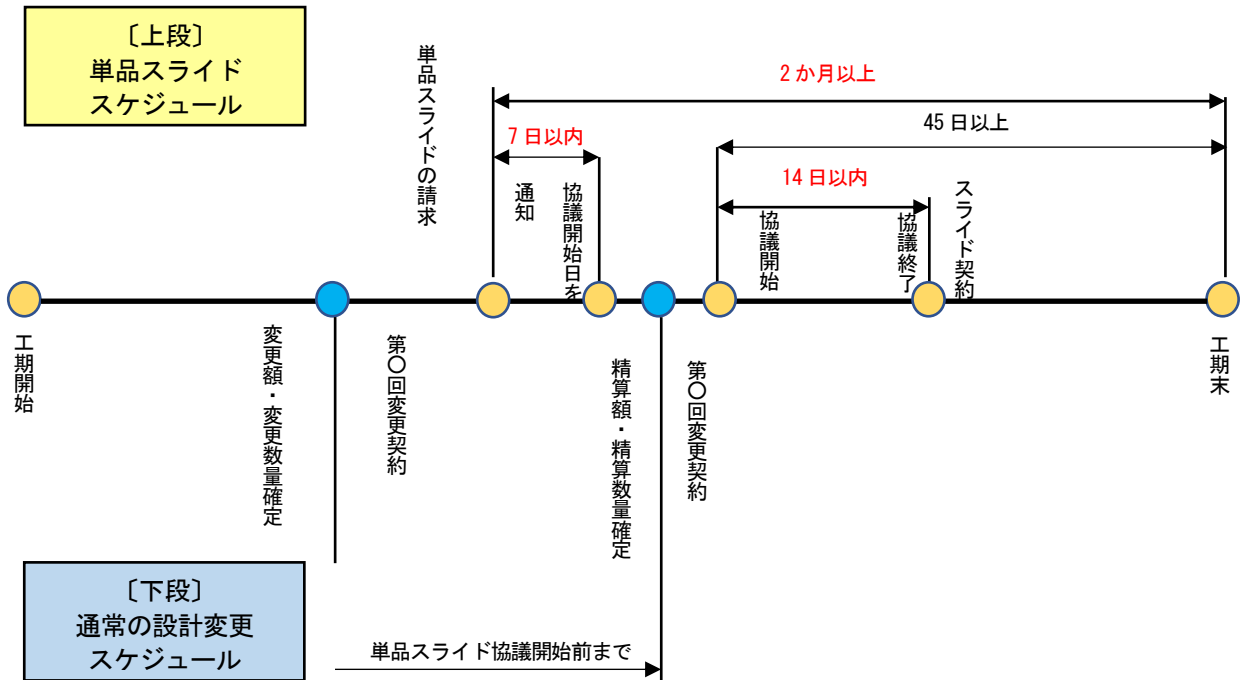 〔上段〕
単品スライド
スケジュール
単品スライドの請求
2か月以上
7日以内
45日以上
14日以内
協議開始日を
通知
協議開始
スライド契約
協議終了
工期開始
変更額・変更数量確定
第〇回変更契約
精算額・精算数量確定
第〇回変更契約
工期末
〔下段〕
通常の設計変更
スケジュール
単品スライド協議開始前まで